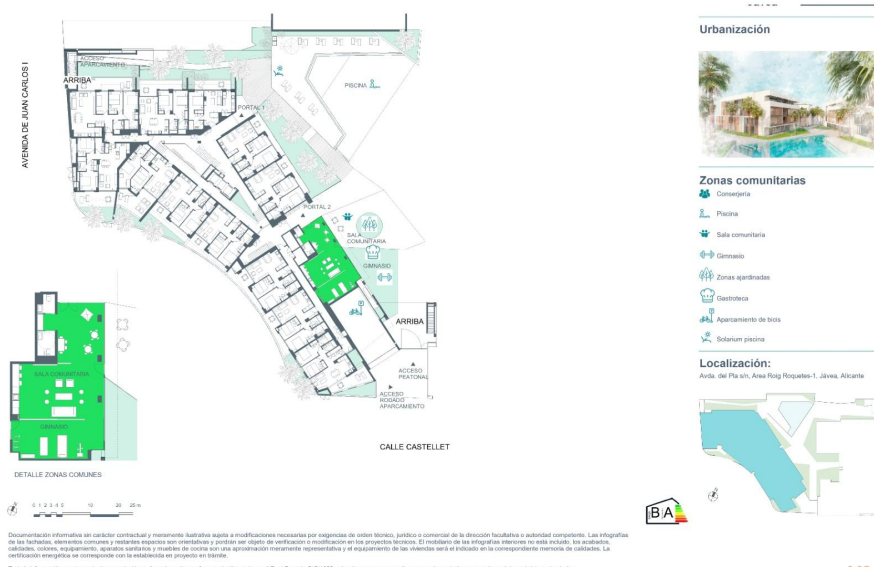 Urbanización
ACCESO
APARCAMIENTO
ARRIBA
AVENIDA DE JUAN CARLOS I
PISCINA
PORTAL 1
PORTAL 2
SALA
COMUNITARIA
GIMNASIO
ARRIBA
ACCESO
PEATONAL
ACCESO
RODADO
APARCAMIENTO
CALLE CASTELLET
SALA COMUNITARIA
GIMNASIO
DETALLE ZONAS COMUNES
0 1 2 3 4 5 10 20 25 m
Zonas comunitarias
Conserjería
Piscina
Sala comunitaria
Gimnasio
Zonas ajardinadas
Gastroteca
Aparcamiento de bicis
Solarium piscina
Localización:
Avda. del Pla s/n, Area Roig Roquetes-1, Jávea, Alicante
B A
Documentación informativa sin carácter contractual y meramente ilustrativa sujeta a modificaciones necesarias por exigencias de orden técnico, jurídico o comercial de la dirección facultativa o autoridad competente. Las infografías
de las fachadas, elementos comunes y restantes espacios son orientativas y podrán ser objeto de verificación o modificación en los proyectos técnicos. El mobiliario de las infografías interiores no está incluido, los acabados,
calidades, colores, equipamiento, aparatos sanitarios y muebles de cocina son una aproximación meramente representativa y el equipamiento de las viviendas será el indicado en la correspondiente memoria de calidades. La
certificación energética se corresponde con la establecida en proyecto en trámite.